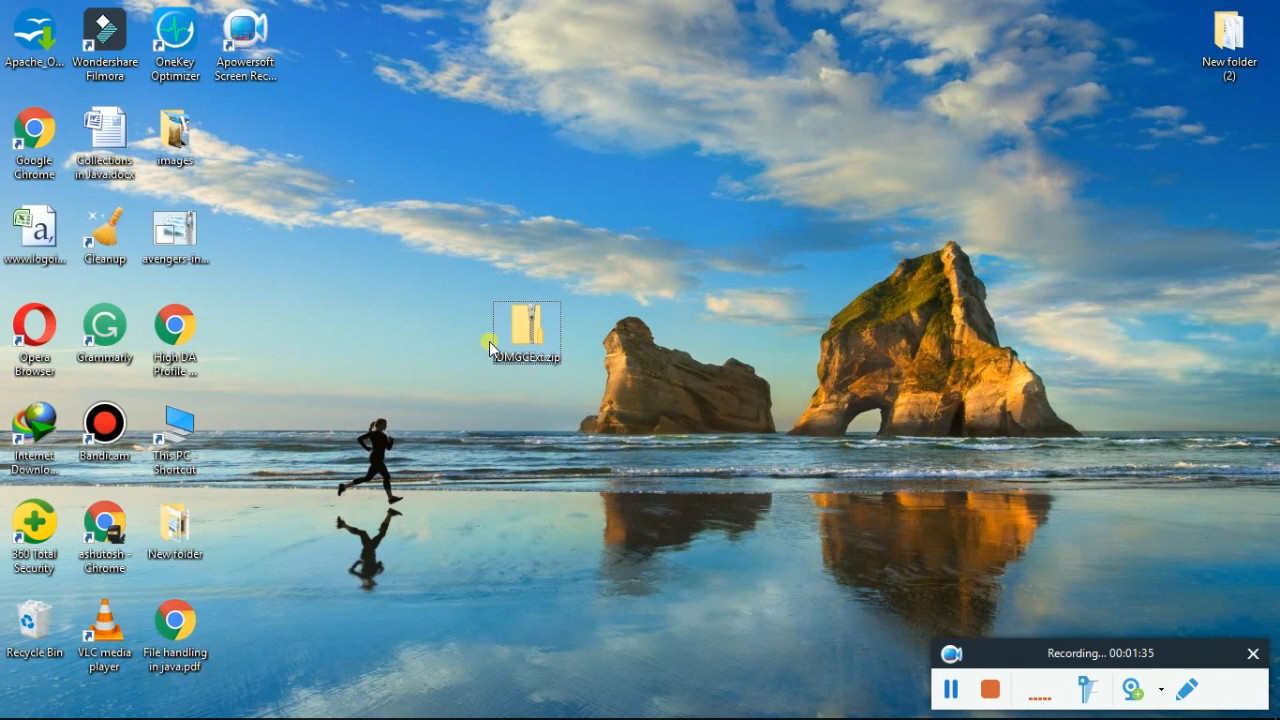 Apache_O...
Wondershare
Filmora
OneKey
Optimizer
Apowersoft
Screen Rec...
New folder
(2)
Google
Chrome
Collections
in Java.docx
images
a,
www.logoi...
Cleanup
avengers-in...
Opera
Browser
Grammarly
High DA
Profile ...
IDMGCExt.zip
Internet
Downlo...
Bandicam
This PC -
Shortcut
360 Total
Security
ashutosh -
Chrome
New folder
Recycle Bin
VLC media
player
File handling
in java.pdf
Recording... 00:01:35